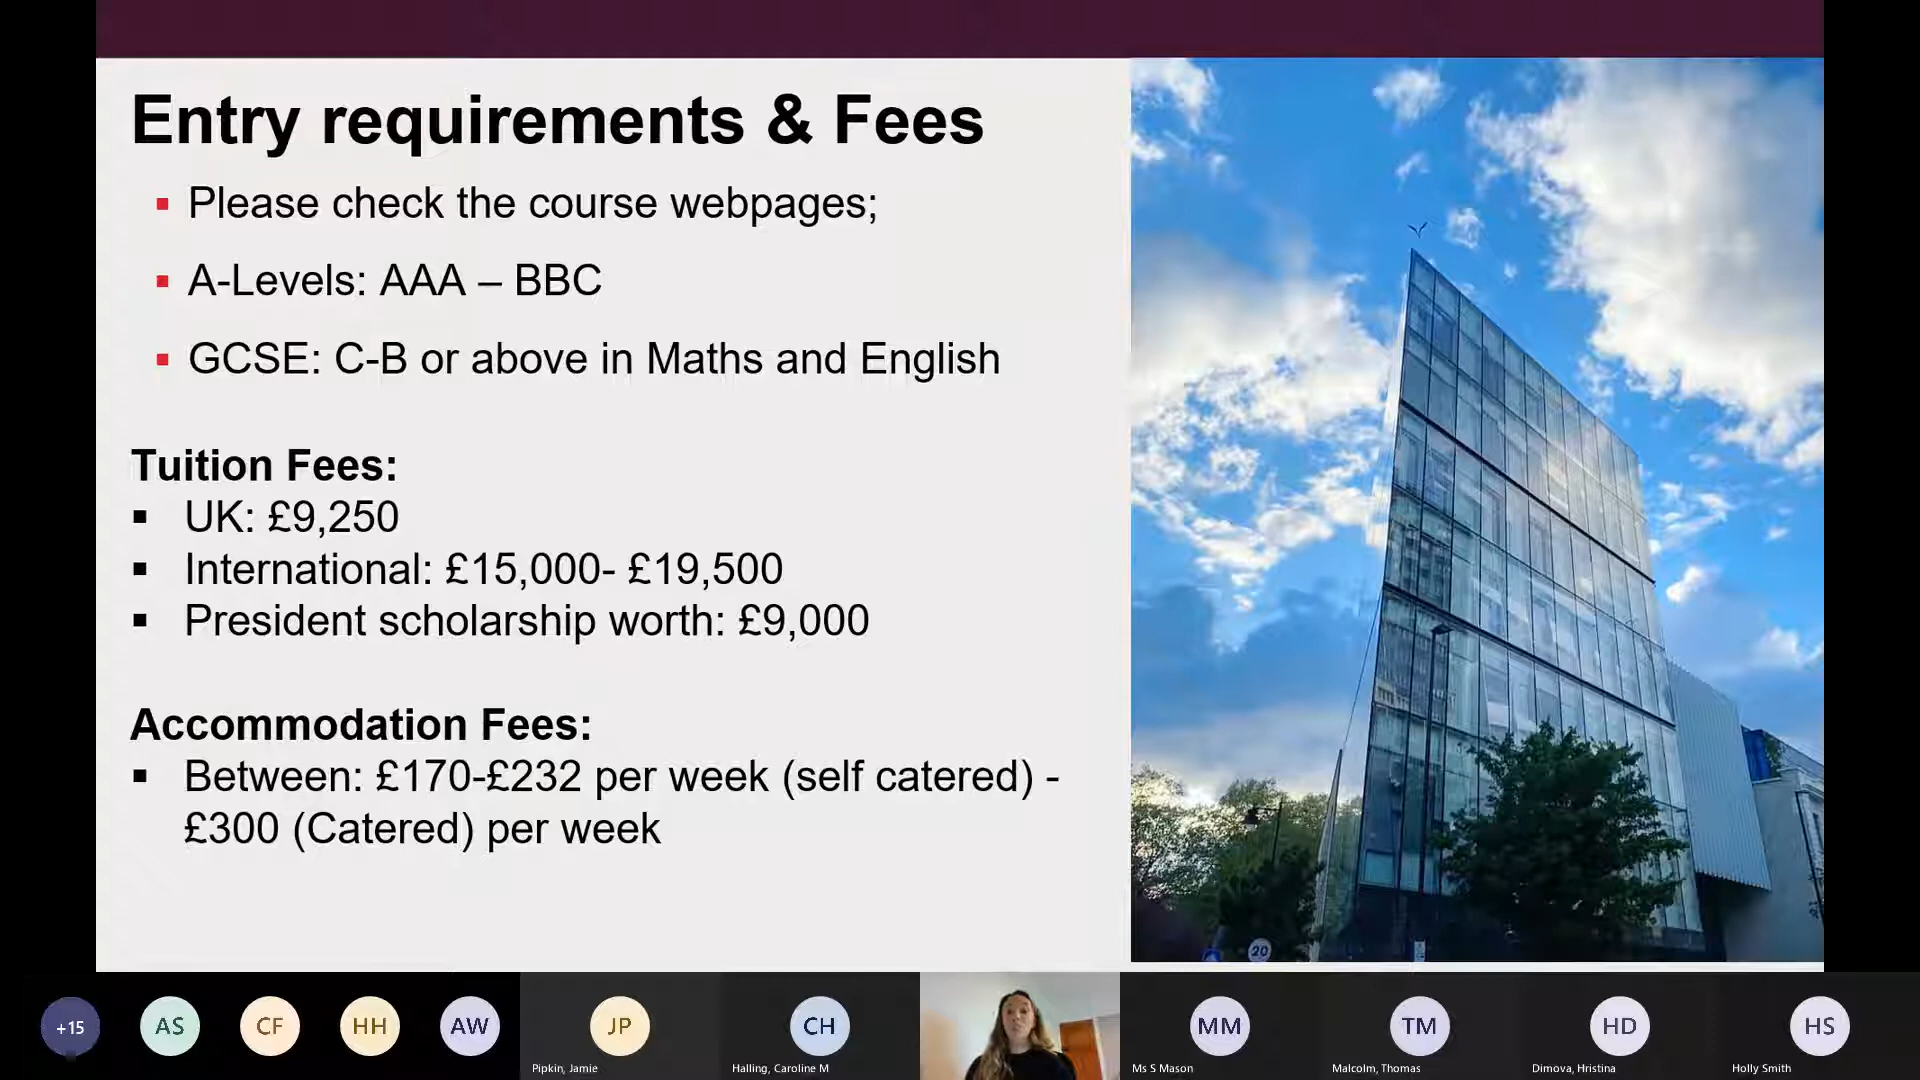 Entry requirements & Fees
▪ Please check the course webpages;
▪ A-Levels: AAA – BBC
▪ GCSE: C-B or above in Maths and English
Tuition Fees:
▪ UK: £9,250
▪ International: £15,000- £19,500
▪ President scholarship worth: £9,000
Accommodation Fees:
▪ Between: £170-£232 per week (self catered) -
£300 (Catered) per week
20
+15 AS CF HH AW JP CH MM TM HD HS
Pipkin, Jamie Halling, Caroline M Ms S Mason Malcolm, Thomas Dimova, Hristina Holly Smith